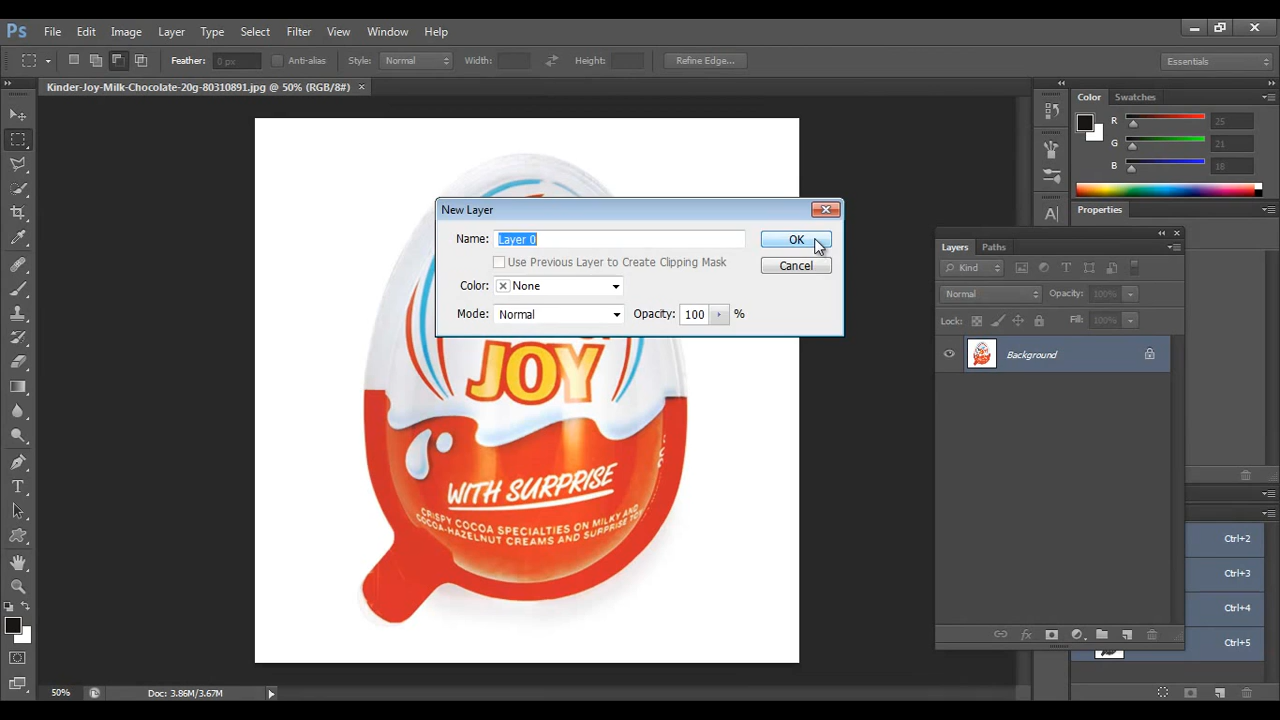 Ps File Edit Image Layer Type Select Filter View Window Help
Feather: 0 px Anti-alias Style: Normal Width: Height: Refine Edge... Essentials
Kinder-Joy-Milk-Chocolate-20g-80310891.jpg @ 50% (RGB/8#) ×
Color Swatches
R 25
G 21
B 18
Properties
New Layer
Name: Layer 0 OK
Use Previous Layer to Create Clipping Mask Cancel
Color: None
Mode: Normal Opacity: 100 %
Layers Paths
Kind
Normal Opacity: 100%
Lock: Fill: 100%
Background
JOY
WITH SURPRISE
CRISPY COCOA SPECIALTIES ON MILKY AND
COCOA-HAZELNUT CREAMS AND SURPRISE TOY
Ctrl+2
Ctrl+3
Ctrl+4
Ctrl+5
50% Doc: 3.86M/3.67M